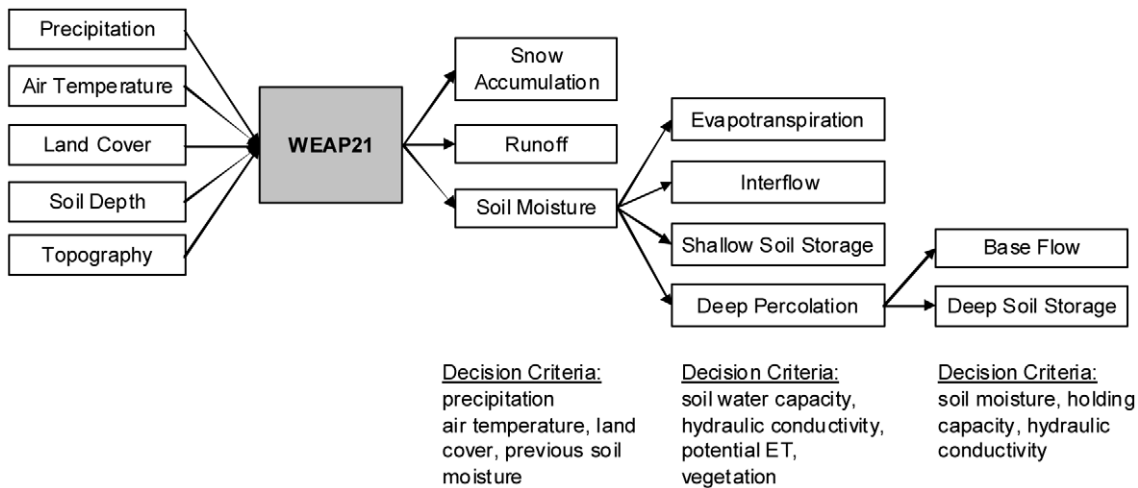 Precipitation
Air Temperature
Land Cover
Soil Depth
Topography
WEAP21
Snow
Accumulation
Runoff
Soil Moisture
Evapotranspiration
Interflow
Shallow Soil Storage
Deep Percolation
Base Flow
Deep Soil Storage
Decision Criteria:
precipitation
air temperature, land
cover, previous soil
moisture
Decision Criteria:
soil water capacity,
hydraulic conductivity,
potential ET,
vegetation
Decision Criteria:
soil moisture, holding
capacity, hydraulic
conductivity